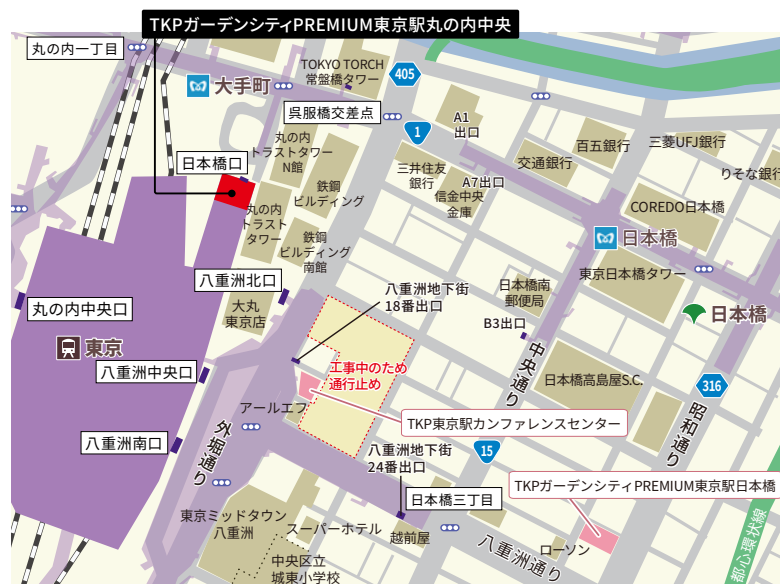 TKPガーデンシティPREMIUM東京駅丸の内中央
丸の内一丁目
TOKYO TORCH
常盤橋タワー
405
大手町
呉服橋交差点
A1
出口
1
丸の内
トラストタワー
N館
日本橋口
百五銀行
三菱UFJ銀行
交通銀行
りそな銀行
三井住友
銀行
A7出口
信金中央
金庫
鉄鋼
ビルディング
丸の内
トラスト
タワー
COREDO日本橋
日本橋
鉄鋼
ビルディング
南館
八重洲北口
東京日本橋タワー
八重洲地下街
18番出口
日本橋南
郵便局
丸の内中央口
大丸
東京店
B3出口
日本橋
東京
工事中のため
通行止め
中央通り
八重洲中央口
日本橋高島屋S.C.
316
アールエフ
TKP東京駅カンファレンスセンター
昭和通り
外堀通り
八重洲南口
八重洲地下街
24番出口
15
TKPガーデンシティPREMIUM東京駅日本橋
日本橋三丁目
東京ミッドタウン
八重洲
スーパーホテル
越前屋
八重洲通り
ローソン
都心環状線
中央区立
城東小学校